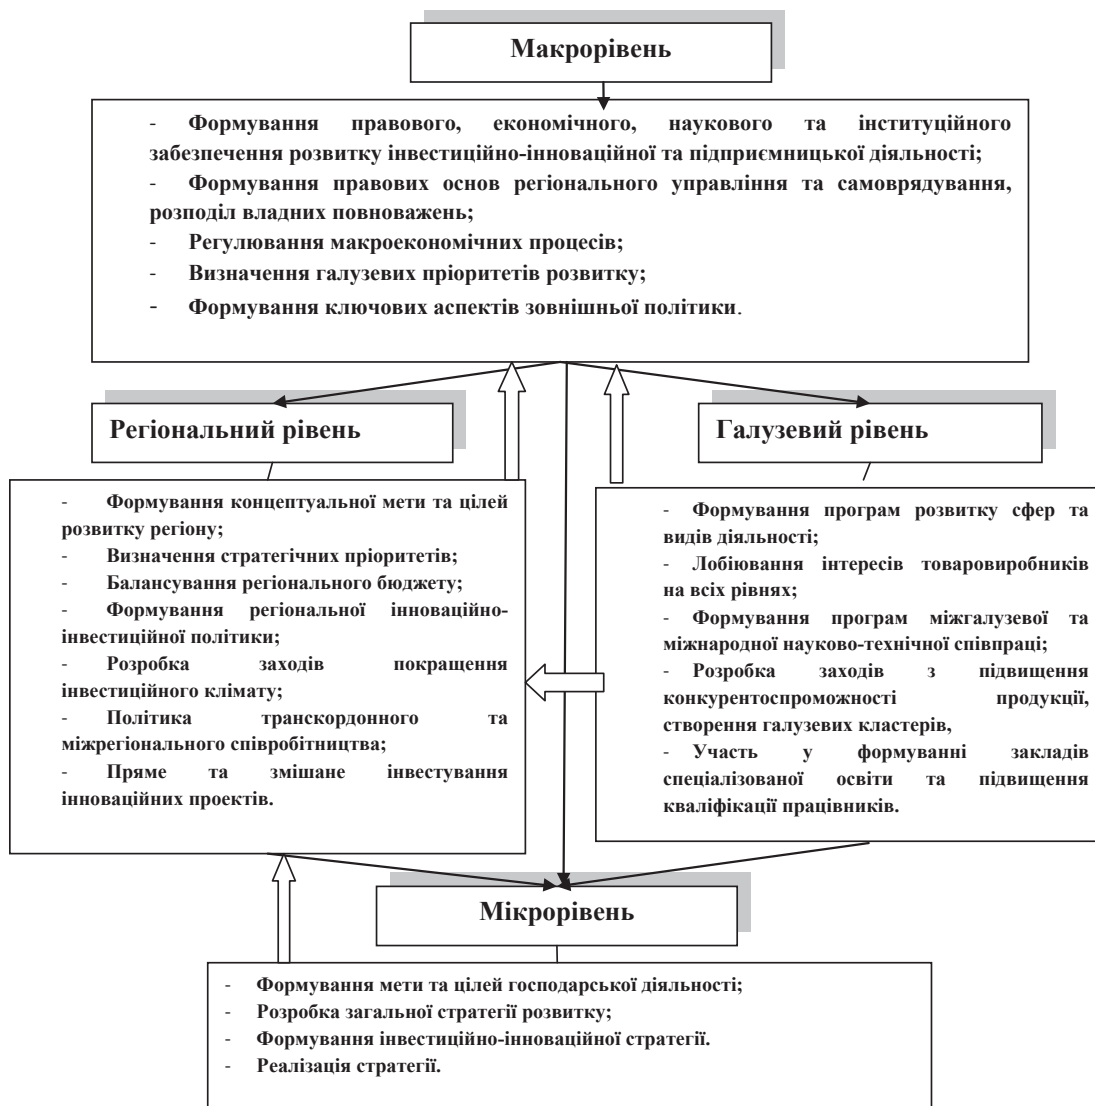 Макрорівень
- Формування правового, економічного, наукового та інституційного
забезпечення розвитку інвестиційно-інноваційної та підприємницької діяльності;
- Формування правових основ регіонального управління та самоврядування,
розподіл владних повноважень;
- Регулювання макроекономічних процесів;
- Визначення галузевих пріоритетів розвитку;
- Формування ключових аспектів зовнішньої політики.
Регіональний рівень
- Формування концептуальної мети та цілей
розвитку регіону;
- Визначення стратегічних пріоритетів;
- Балансування регіонального бюджету;
- Формування регіональної інноваційно-
інвестиційної політики;
- Розробка заходів покращення
інвестиційного клімату;
- Політика транскордонного та
міжрегіонального співробітництва;
- Пряме та змішане інвестування
інноваційних проектів.
Галузевий рівень
- Формування програм розвитку сфер та
видів діяльності;
- Лобіювання інтересів товаровиробників
на всіх рівнях;
- Формування програм міжгалузевої та
міжнародної науково-технічної співпраці;
- Розробка заходів з підвищення
конкурентоспроможності продукції,
створення галузевих кластерів,
- Участь у формуванні закладів
спеціалізованої освіти та підвищення
кваліфікації працівників.
Мікрорівень
- Формування мети та цілей господарської діяльності;
- Розробка загальної стратегії розвитку;
- Формування інвестиційно-інноваційної стратегії.
- Реалізація стратегії.